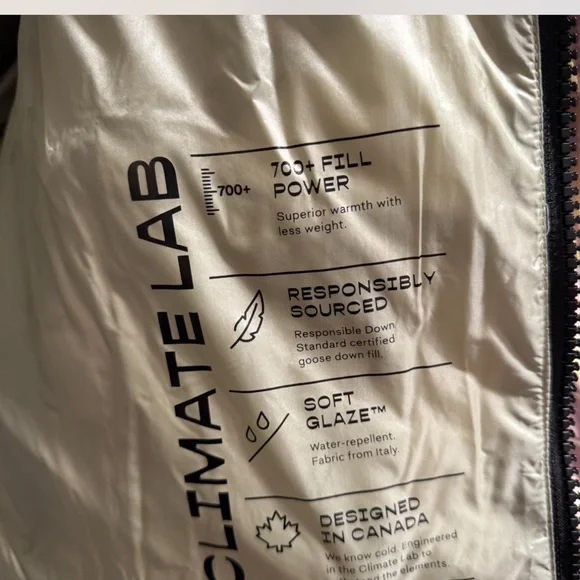 CLIMATE LAB
700+
700+ FILL
POWER
Superior warmth with
less weight.
RESPONSIBLY
SOURCED
Responsible Down
Standard certified
goose down fill.
SOFT
GLAZE™
Water-repellent.
Fabric from Italy.
DESIGNED
IN CANADA
We know cold. Engineered
in the Climate Lab to
the elements.